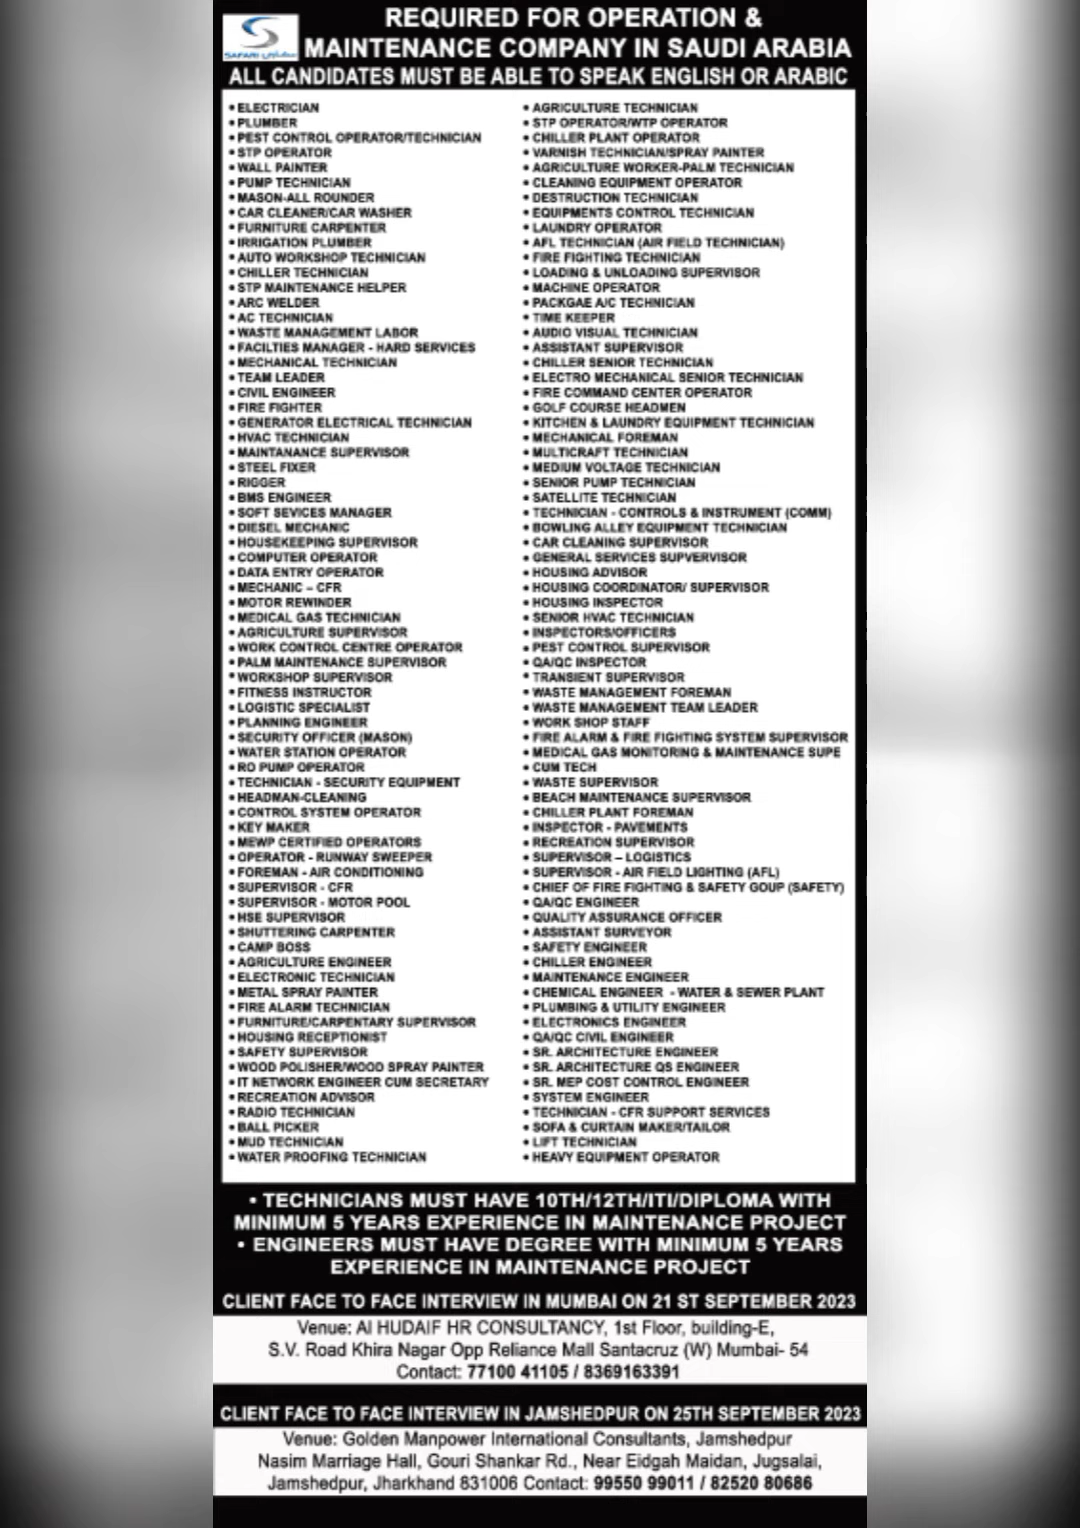 REQUIRED FOR OPERATION &
MAINTENANCE COMPANY IN SAUDI ARABIA
ALL CANDIDATES MUST BE ABLE TO SPEAK ENGLISH OR ARABIC
SAFARI سفاري
• ELECTRICIAN
• PLUMBER
• PEST CONTROL OPERATOR/TECHNICIAN
• STP OPERATOR
• WALL PAINTER
• PUMP TECHNICIAN
• MASON-ALL ROUNDER
• CAR CLEANER/CAR WASHER
• FURNITURE CARPENTER
• IRRIGATION PLUMBER
• AUTO WORKSHOP TECHNICIAN
• CHILLER TECHNICIAN
• STP MAINTENANCE HELPER
• ARC WELDER
• AC TECHNICIAN
• WASTE MANAGEMENT LABOR
• FACILTIES MANAGER - HARD SERVICES
• MECHANICAL TECHNICIAN
• TEAM LEADER
• CIVIL ENGINEER
• FIRE FIGHTER
• GENERATOR ELECTRICAL TECHNICIAN
• HVAC TECHNICIAN
• MAINTANANCE SUPERVISOR
• STEEL FIXER
• RIGGER
• BMS ENGINEER
• SOFT SEVICES MANAGER
• DIESEL MECHANIC
• HOUSEKEEPING SUPERVISOR
• COMPUTER OPERATOR
• DATA ENTRY OPERATOR
• MECHANIC – CFR
• MOTOR REWINDER
• MEDICAL GAS TECHNICIAN
• AGRICULTURE SUPERVISOR
• WORK CONTROL CENTRE OPERATOR
• PALM MAINTENANCE SUPERVISOR
• WORKSHOP SUPERVISOR
• FITNESS INSTRUCTOR
• LOGISTIC SPECIALIST
• PLANNING ENGINEER
• SECURITY OFFICER (MASON)
• WATER STATION OPERATOR
• RO PUMP OPERATOR
• TECHNICIAN - SECURITY EQUIPMENT
• HEADMAN-CLEANING
• CONTROL SYSTEM OPERATOR
• KEY MAKER
• MEWP CERTIFIED OPERATORS
• OPERATOR - RUNWAY SWEEPER
• FOREMAN - AIR CONDITIONING
• SUPERVISOR - CFR
• SUPERVISOR - MOTOR POOL
• HSE SUPERVISOR
• SHUTTERING CARPENTER
• CAMP BOSS
• AGRICULTURE ENGINEER
• ELECTRONIC TECHNICIAN
• METAL SPRAY PAINTER
• FIRE ALARM TECHNICIAN
• FURNITURE/CARPENTARY SUPERVISOR
• HOUSING RECEPTIONIST
• SAFETY SUPERVISOR
• WOOD POLISHER/WOOD SPRAY PAINTER
• IT NETWORK ENGINEER CUM SECRETARY
• RECREATION ADVISOR
• RADIO TECHNICIAN
• BALL PICKER
• MUD TECHNICIAN
• WATER PROOFING TECHNICIAN
• AGRICULTURE TECHNICIAN
• STP OPERATOR/WTP OPERATOR
• CHILLER PLANT OPERATOR
• VARNISH TECHNICIAN/SPRAY PAINTER
• AGRICULTURE WORKER-PALM TECHNICIAN
• CLEANING EQUIPMENT OPERATOR
• DESTRUCTION TECHNICIAN
• EQUIPMENTS CONTROL TECHNICIAN
• LAUNDRY OPERATOR
• AFL TECHNICIAN (AIR FIELD TECHNICIAN)
• FIRE FIGHTING TECHNICIAN
• LOADING & UNLOADING SUPERVISOR
• MACHINE OPERATOR
• PACKGAE A/C TECHNICIAN
• TIME KEEPER
• AUDIO VISUAL TECHNICIAN
• ASSISTANT SUPERVISOR
• CHILLER SENIOR TECHNICIAN
• ELECTRO MECHANICAL SENIOR TECHNICIAN
• FIRE COMMAND CENTER OPERATOR
• GOLF COURSE HEADMEN
• KITCHEN & LAUNDRY EQUIPMENT TECHNICIAN
• MECHANICAL FOREMAN
• MULTICRAFT TECHNICIAN
• MEDIUM VOLTAGE TECHNICIAN
• SENIOR PUMP TECHNICIAN
• SATELLITE TECHNICIAN
• TECHNICIAN - CONTROLS & INSTRUMENT (COMM)
• BOWLING ALLEY EQUIPMENT TECHNICIAN
• CAR CLEANING SUPERVISOR
• GENERAL SERVICES SUPVERVISOR
• HOUSING ADVISOR
• HOUSING COORDINATOR/ SUPERVISOR
• HOUSING INSPECTOR
• SENIOR HVAC TECHNICIAN
• INSPECTORS/OFFICERS
• PEST CONTROL SUPERVISOR
• QA/QC INSPECTOR
• TRANSIENT SUPERVISOR
• WASTE MANAGEMENT FOREMAN
• WASTE MANAGEMENT TEAM LEADER
• WORK SHOP STAFF
• FIRE ALARM & FIRE FIGHTING SYSTEM SUPERVISOR
• MEDICAL GAS MONITORING & MAINTENANCE SUPE
• CUM TECH
• WASTE SUPERVISOR
• BEACH MAINTENANCE SUPERVISOR
• CHILLER PLANT FOREMAN
• INSPECTOR - PAVEMENTS
• RECREATION SUPERVISOR
• SUPERVISOR – LOGISTICS
• SUPERVISOR - AIR FIELD LIGHTING (AFL)
• CHIEF OF FIRE FIGHTING & SAFETY GOUP (SAFETY)
• QA/QC ENGINEER
• QUALITY ASSURANCE OFFICER
• ASSISTANT SURVEYOR
• SAFETY ENGINEER
• CHILLER ENGINEER
• MAINTENANCE ENGINEER
• CHEMICAL ENGINEER - WATER & SEWER PLANT
• PLUMBING & UTILITY ENGINEER
• ELECTRONICS ENGINEER
• QA/QC CIVIL ENGINEER
• SR. ARCHITECTURE ENGINEER
• SR. ARCHITECTURE QS ENGINEER
• SR. MEP COST CONTROL ENGINEER
• SYSTEM ENGINEER
• TECHNICIAN - CFR SUPPORT SERVICES
• SOFA & CURTAIN MAKER/TAILOR
• LIFT TECHNICIAN
• HEAVY EQUIPMENT OPERATOR
• TECHNICIANS MUST HAVE 10TH/12TH/ITI/DIPLOMA WITH
MINIMUM 5 YEARS EXPERIENCE IN MAINTENANCE PROJECT
• ENGINEERS MUST HAVE DEGREE WITH MINIMUM 5 YEARS
EXPERIENCE IN MAINTENANCE PROJECT
CLIENT FACE TO FACE INTERVIEW IN MUMBAI ON 21 ST SEPTEMBER 2023
Venue: Al HUDAIF HR CONSULTANCY, 1st Floor, building-E,
S.V. Road Khira Nagar Opp Reliance Mall Santacruz (W) Mumbai- 54
Contact: 77100 41105 / 8369163391
CLIENT FACE TO FACE INTERVIEW IN JAMSHEDPUR ON 25TH SEPTEMBER 2023
Venue: Golden Manpower International Consultants, Jamshedpur
Nasim Marriage Hall, Gouri Shankar Rd., Near Eidgah Maidan, Jugsalai,
Jamshedpur, Jharkhand 831006 Contact: 99550 99011 / 82520 80686